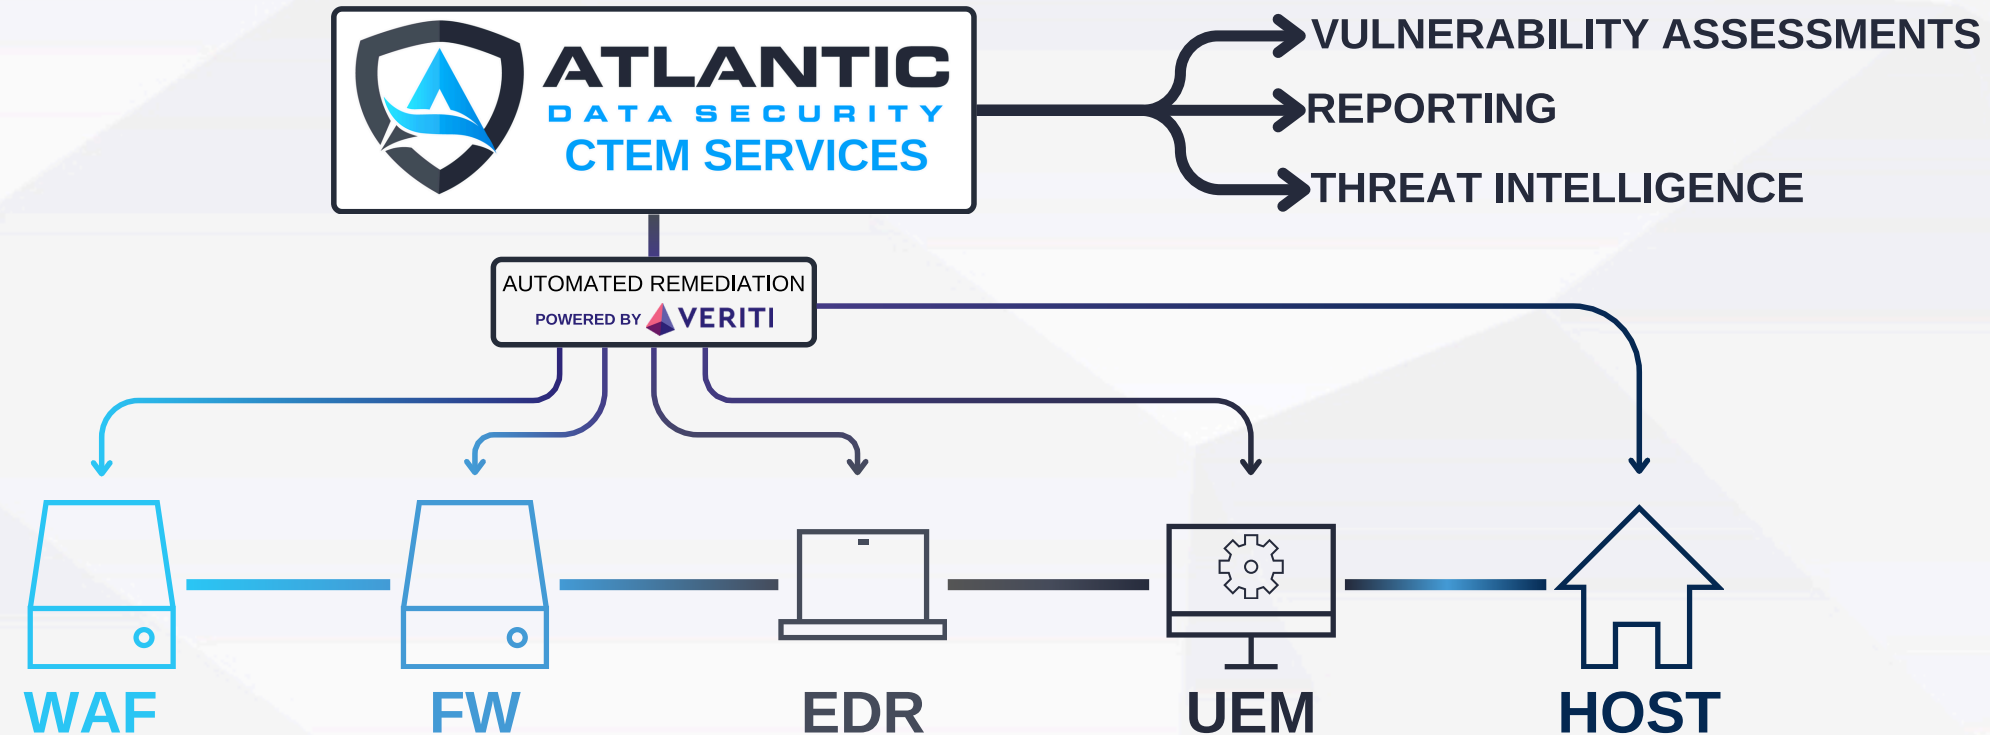 ATLANTIC
DATA SECURITY
CTEM SERVICES
VULNERABILITY ASSESSMENTS
REPORTING
THREAT INTELLIGENCE
AUTOMATED REMEDIATION
POWERED BY VERITI
WAF
FW
EDR
UEM
HOST